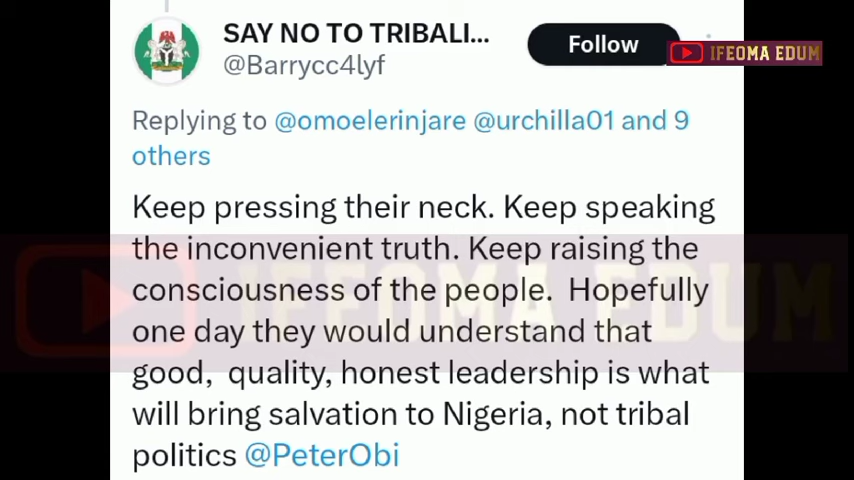 SAY NO TO TRIBALI...
Follow
IFEOMA EDUM
@Barrycc4lyf
Replying to @omoelerinjare @urchilla01 and 9
others
Keep pressing their neck. Keep speaking
the inconvenient truth. Keep raising the
consciousness of the people.  Hopefully
one day they would understand that
good,  quality, honest leadership is what
will bring salvation to Nigeria, not tribal
politics @PeterObi
IFEOMA EDUM